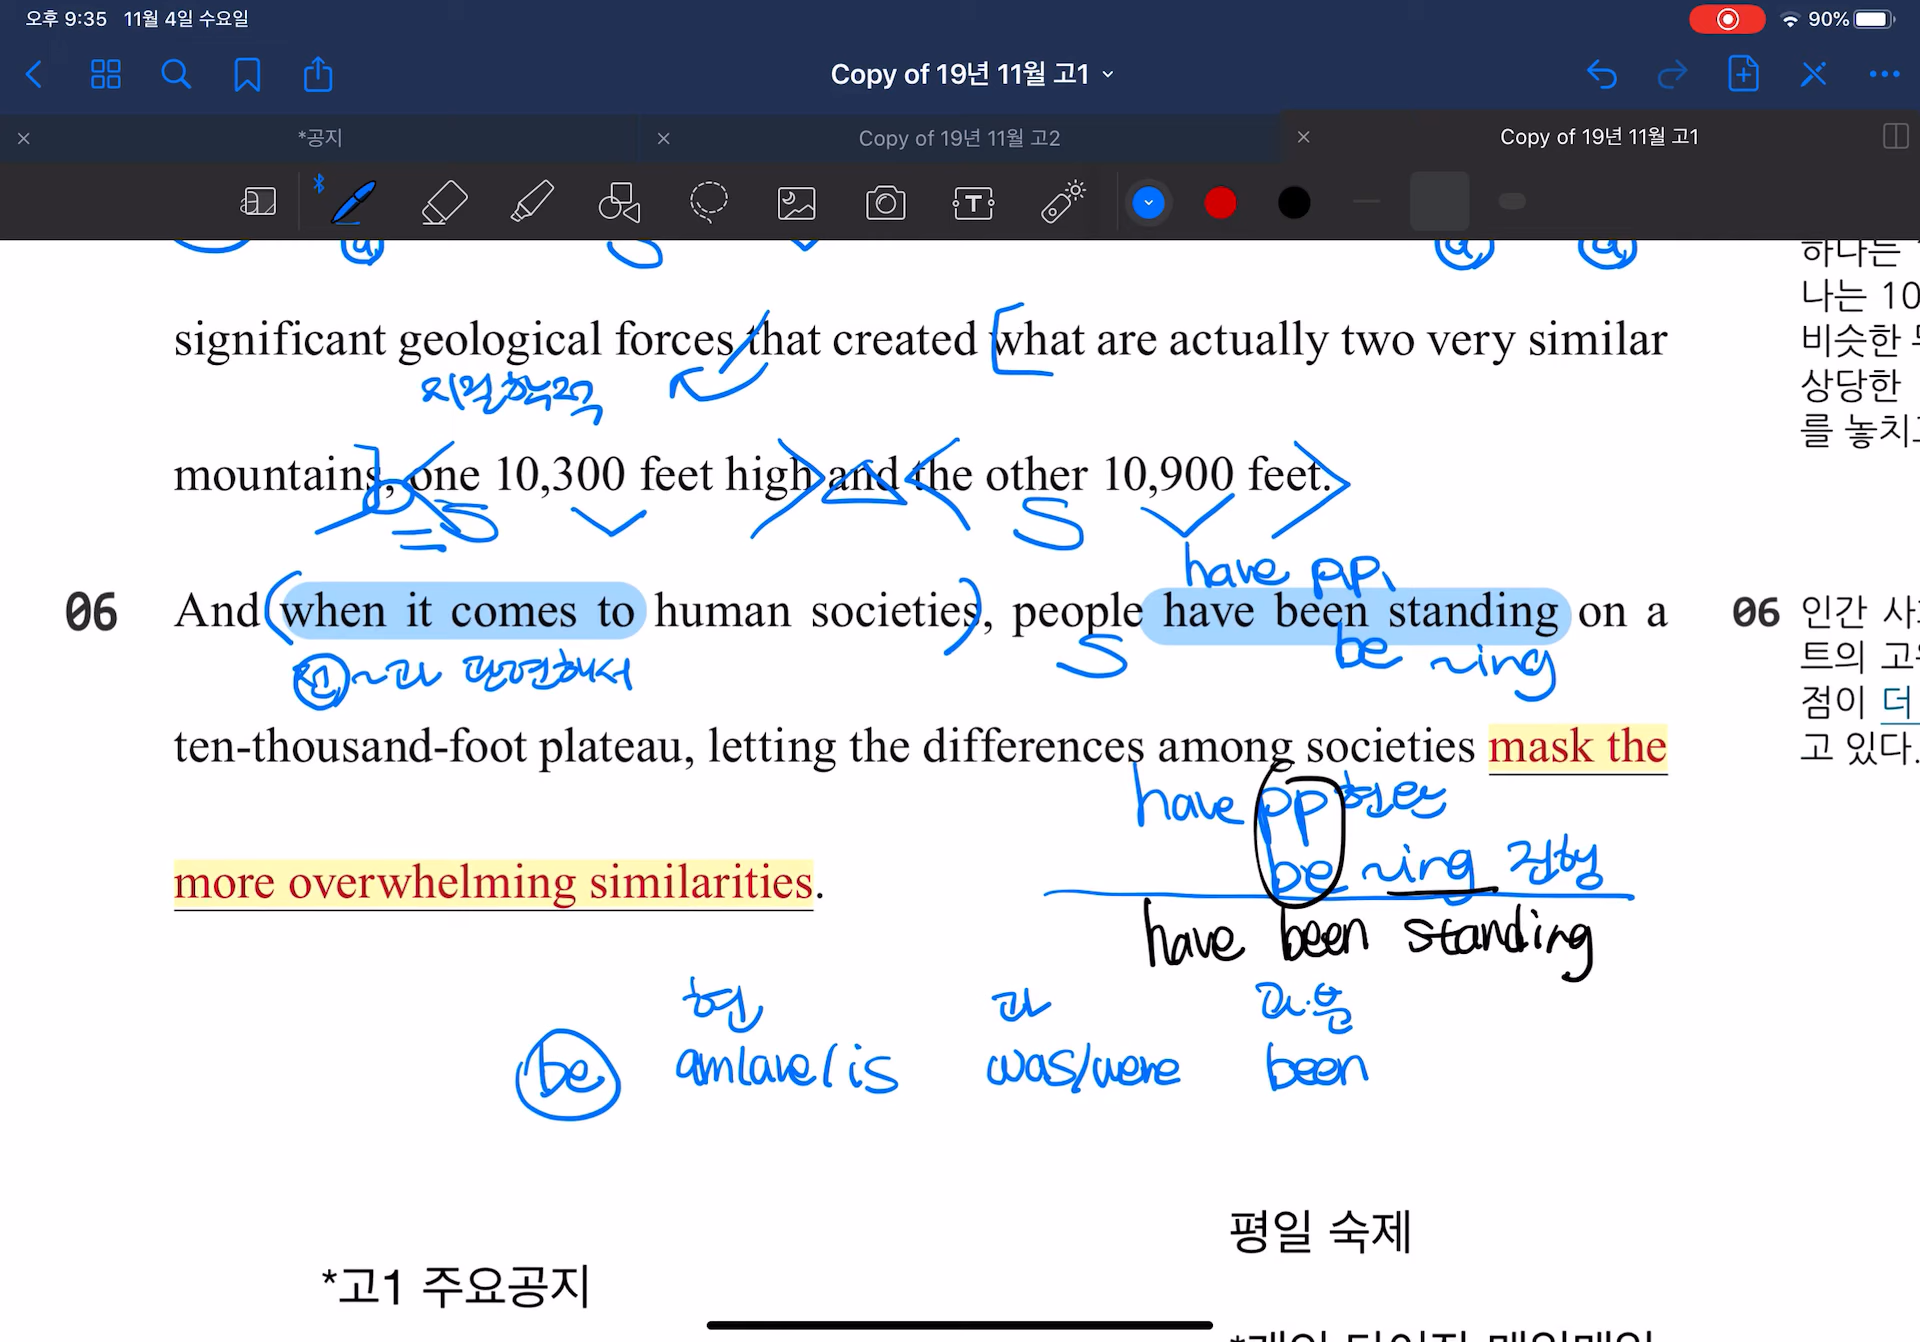 오후 9:35 11월 4일 수요일 90%
Copy of 19년 11월 고1
*공지 Copy of 19년 11월 고2 Copy of 19년 11월 고1
significant geological forces that created what are actually two very similar
지질학적
mountains, one 10,300 feet high and the other 10,900 feet.
S S
have pp
06 And when it comes to human societies, people have been standing on a
전 ~과 관련해서 S be ~ing
ten-thousand-foot plateau, letting the differences among societies mask the
have pp 현완
be ~ing 진행
more overwhelming similarities.
have been standing
현 과 과분
be am/are/is was/were been
평일 숙제
*고1 주요공지
하나는
나는 10
비슷한
상당한
를 놓치고
06 인간 사회
트의 고원
점이 더
고 있다.